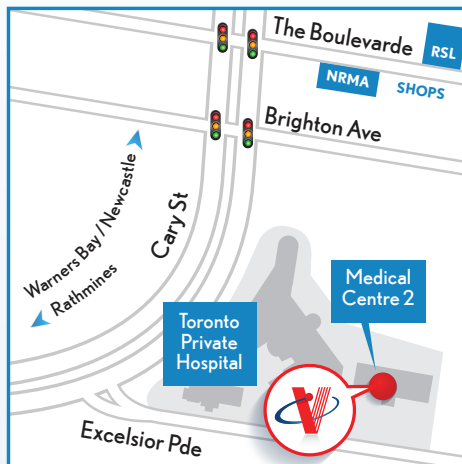 The Boulevarde
RSL
NRMA
SHOPS
Brighton Ave
Warners Bay / Newcastle
Rathmines
Cary St
Medical
Centre 2
Toronto
Private
Hospital
Excelsior Pde